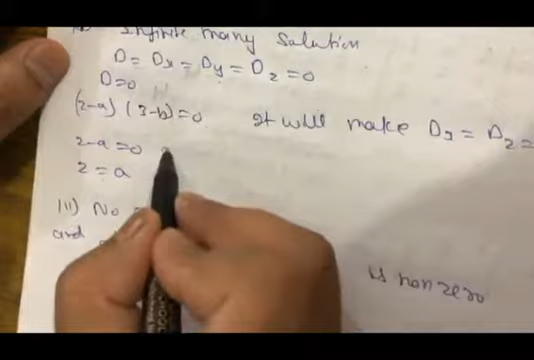 Infinite many Solution
D = Dx = Dy = Dz = 0
D=0
(2-a) (3-b) = 0 It will make Dx = Dz =
2-a = 0
2 = a
III) No
and
is non zero